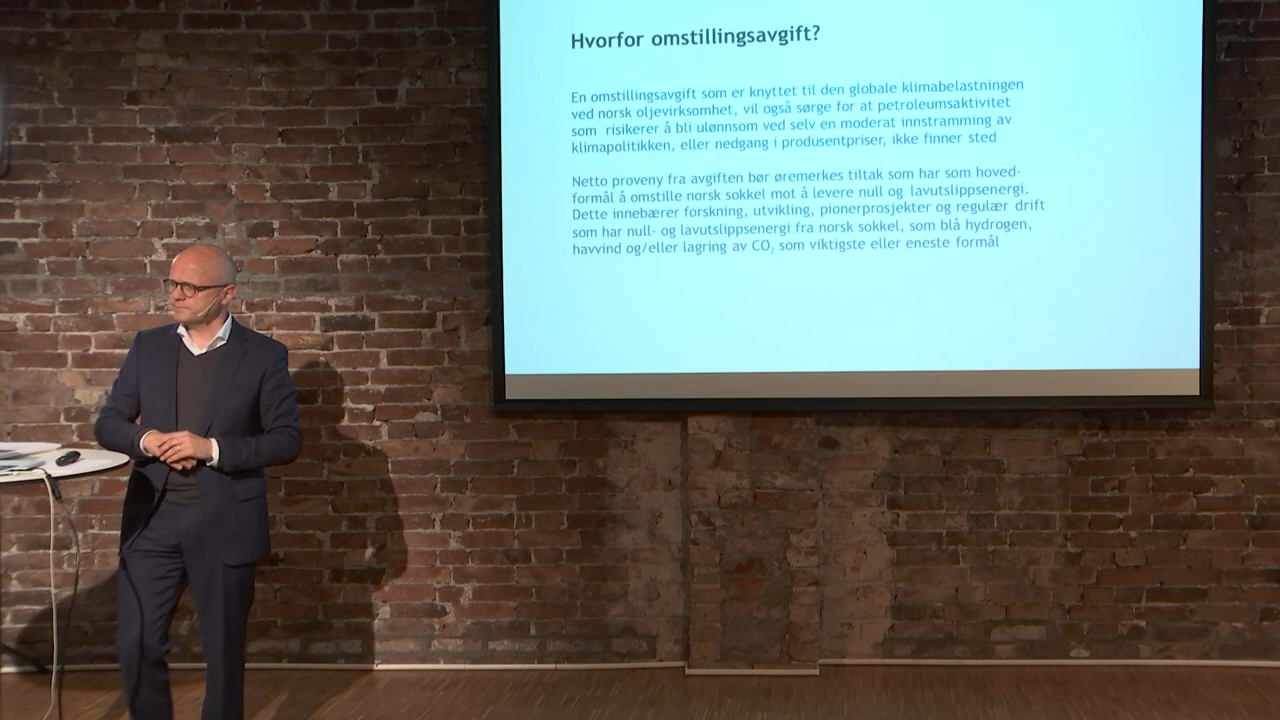 Hvorfor omstillingsavgift?
En omstillingsavgift som er knyttet til den globale klimabelastningen
ved norsk oljevirksomhet, vil også sørge for at petroleumsaktivitet
som risikerer å bli ulønnsom ved selv en moderat innstramming av
klimapolitikken, eller nedgang i produsentpriser, ikke finner sted
Netto proveny fra avgiften bør øremerkes tiltak som har som hoved-
formål å omstille norsk sokkel mot å levere null og lavutslippsenergi.
Dette innebærer forskning, utvikling, pionerprosjekter og regulær drift
som har null- og lavutslippsenergi fra norsk sokkel, som blå hydrogen,
havvind og/eller lagring av CO₂ som viktigste eller eneste formål